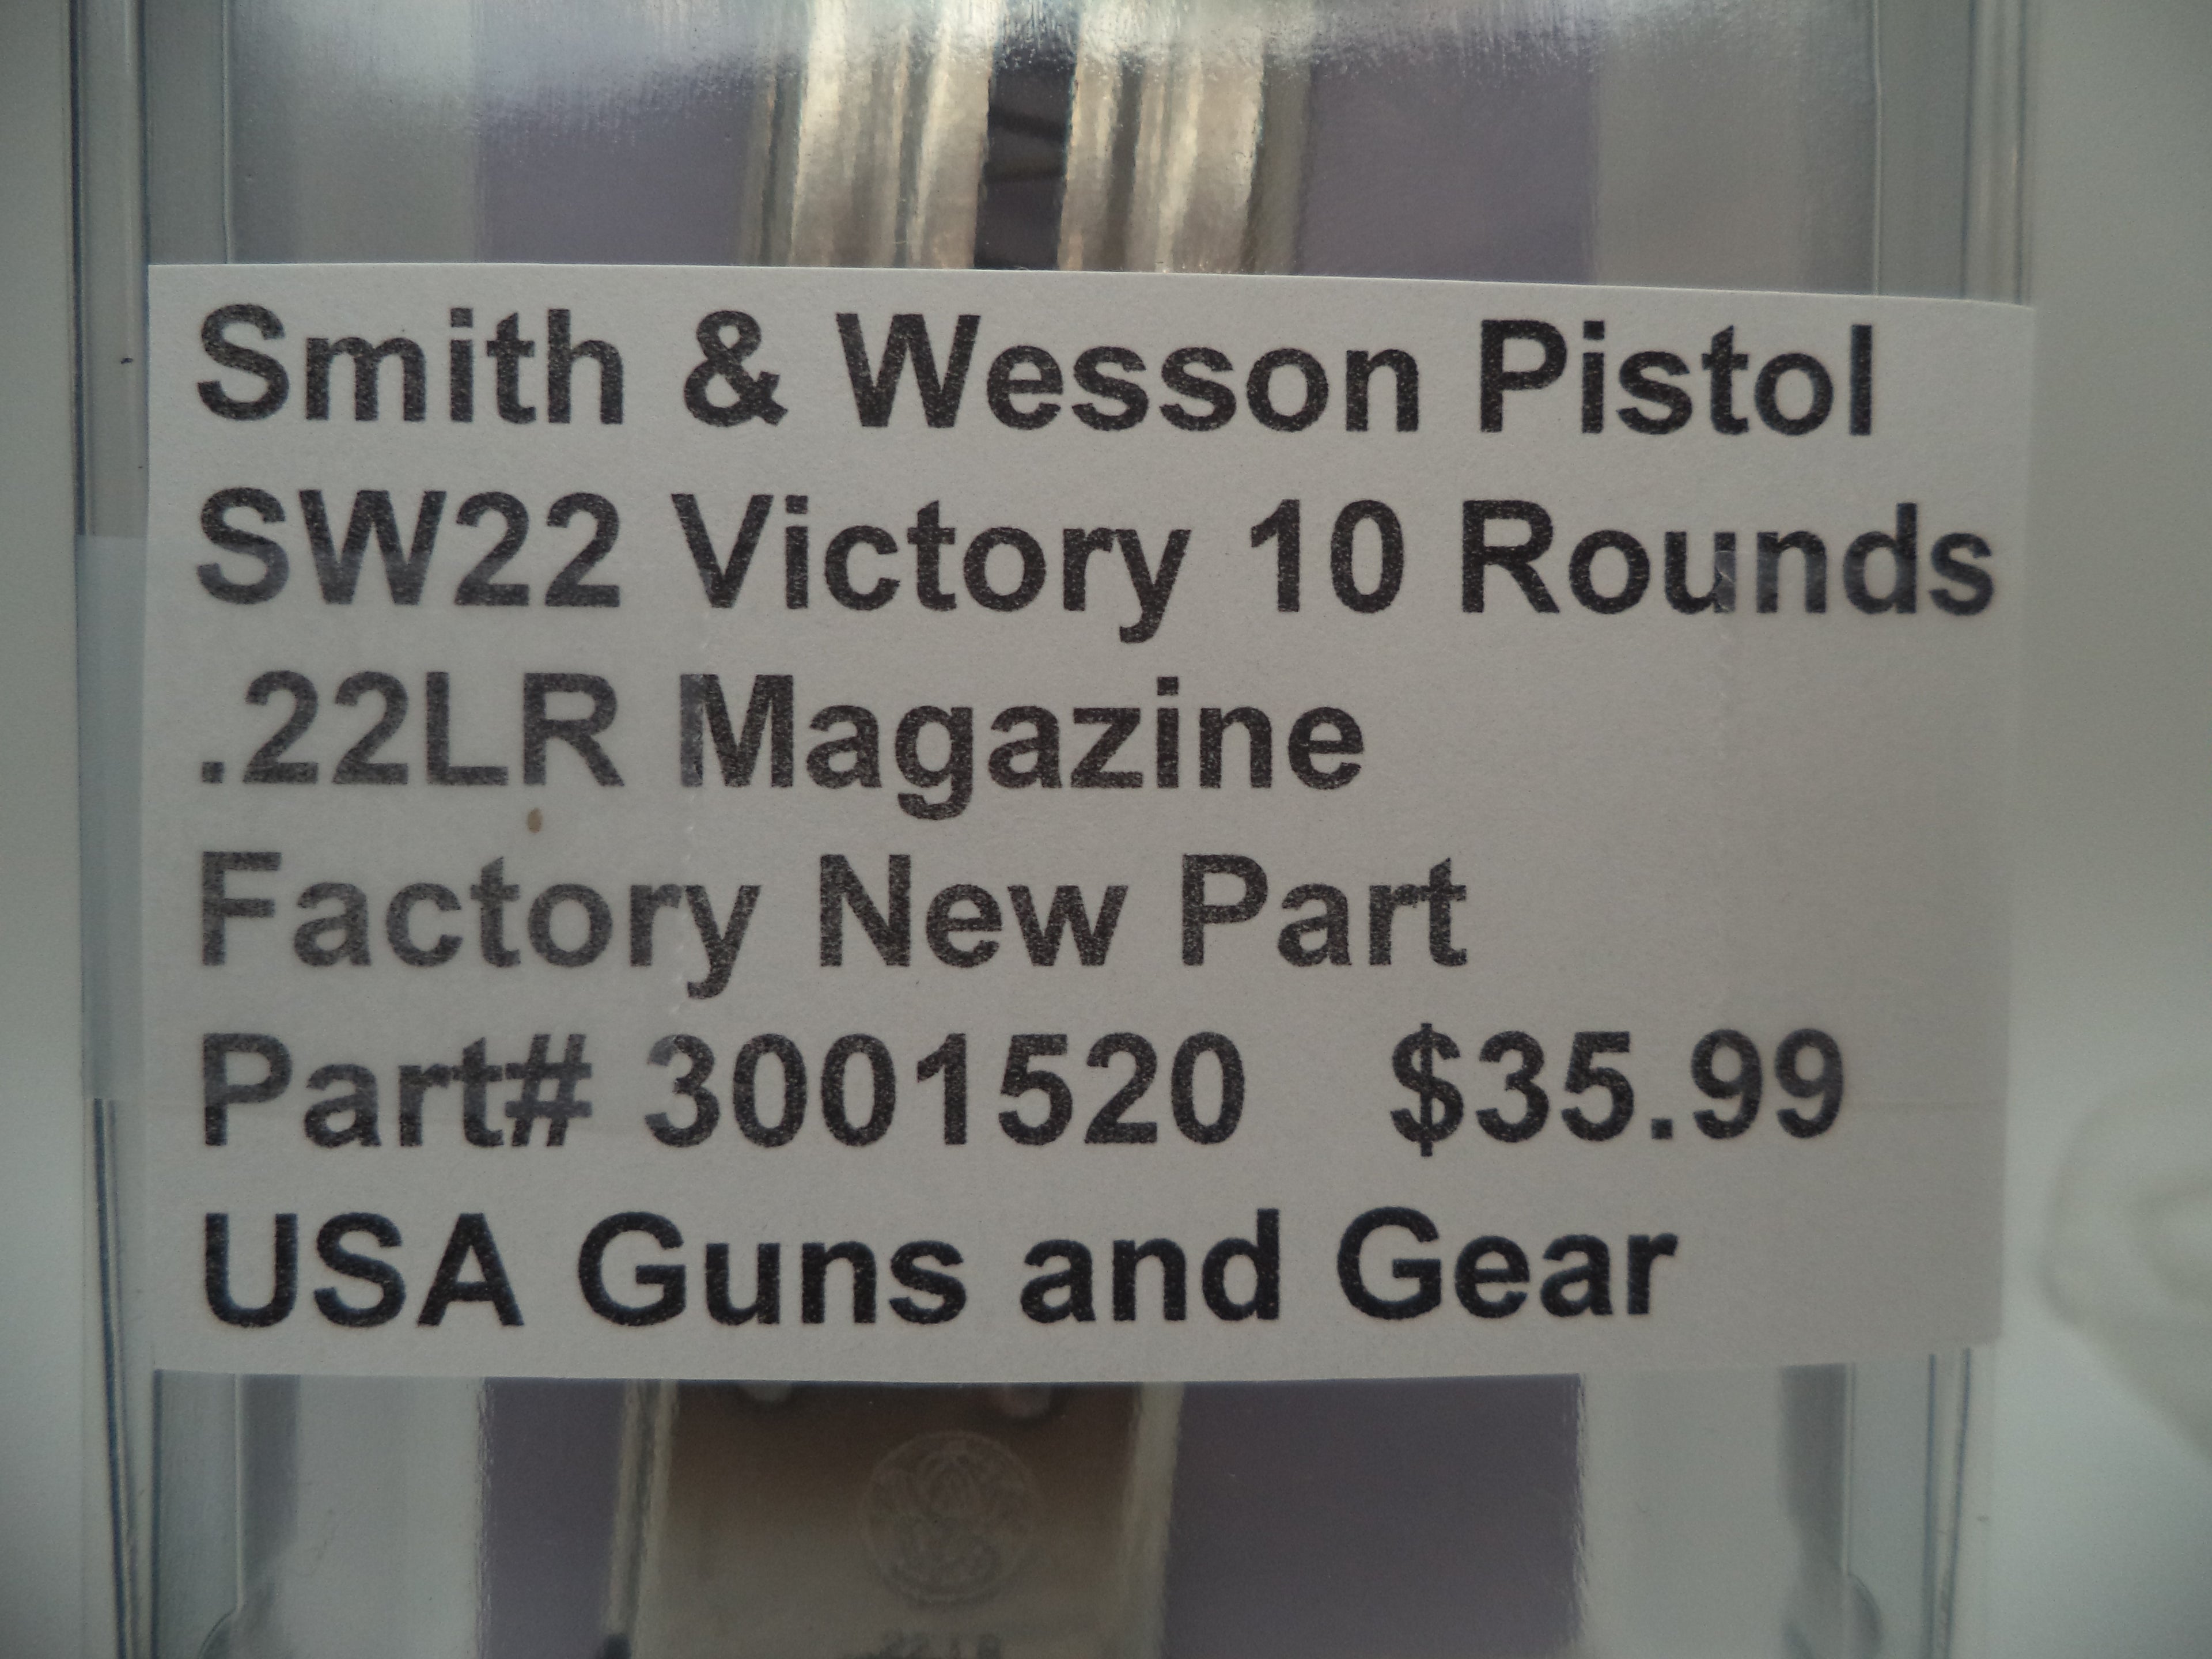 Smith & Wesson Pistol
SW22 Victory 10 Rounds
.22LR Magazine
Factory New Part
Part# 3001520 $35.99
USA Guns and Gear